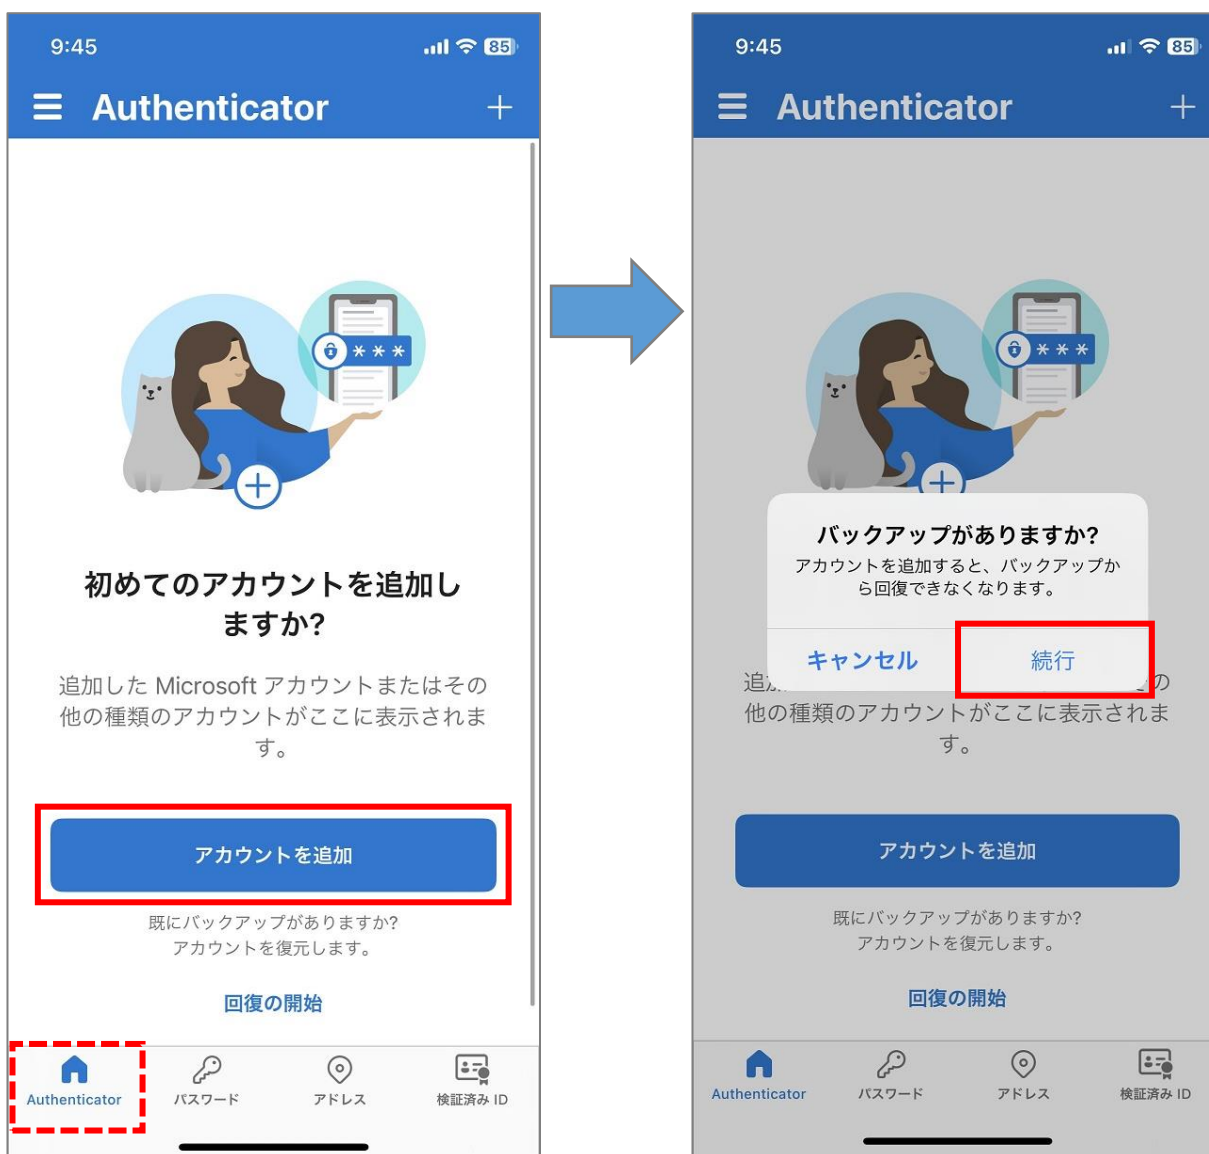 9:45
85
Authenticator
初めてのアカウントを追加し
ますか?
追加した Microsoft アカウントまたはその
他の種類のアカウントがここに表示されま
す。
アカウントを追加
既にバックアップがありますか?
アカウントを復元します。
回復の開始
Authenticator
パスワード
アドレス
検証済み ID
9:45
85
Authenticator
バックアップがありますか?
アカウントを追加すると、バックアップか
ら回復できなくなります。
キャンセル
続行
追
の
他の種類のアカウントがここに表示されま
す。
アカウントを追加
既にバックアップがありますか?
アカウントを復元します。
回復の開始
Authenticator
パスワード
アドレス
検証済み ID